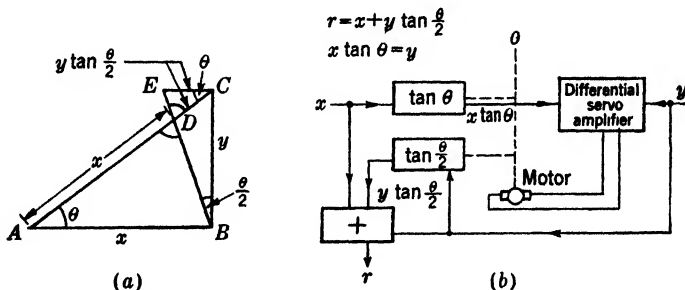 y tan θ/2
θ
E
C
D
x
y
θ/2
θ
A
x
B
(a)
r=x+y tan θ/2
x tan θ=y
θ
x
tan θ
x tan θ
Differential
servo
amplifier
y
tan θ/2
y tan θ/2
Motor
+
r
(b)